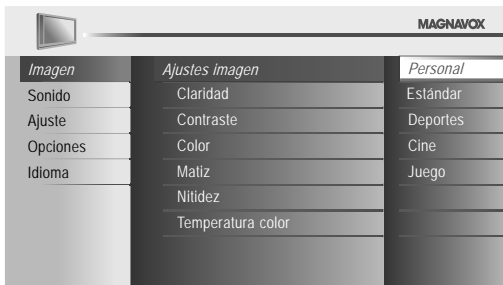 MAGNAVOX
Imagen
Sonido
Ajuste
Opciones
Idioma
Ajustes imagen
Claridad
Contraste
Color
Matiz
Nitidez
Temperatura color
Personal
Estándar
Deportes
Cine
Juego